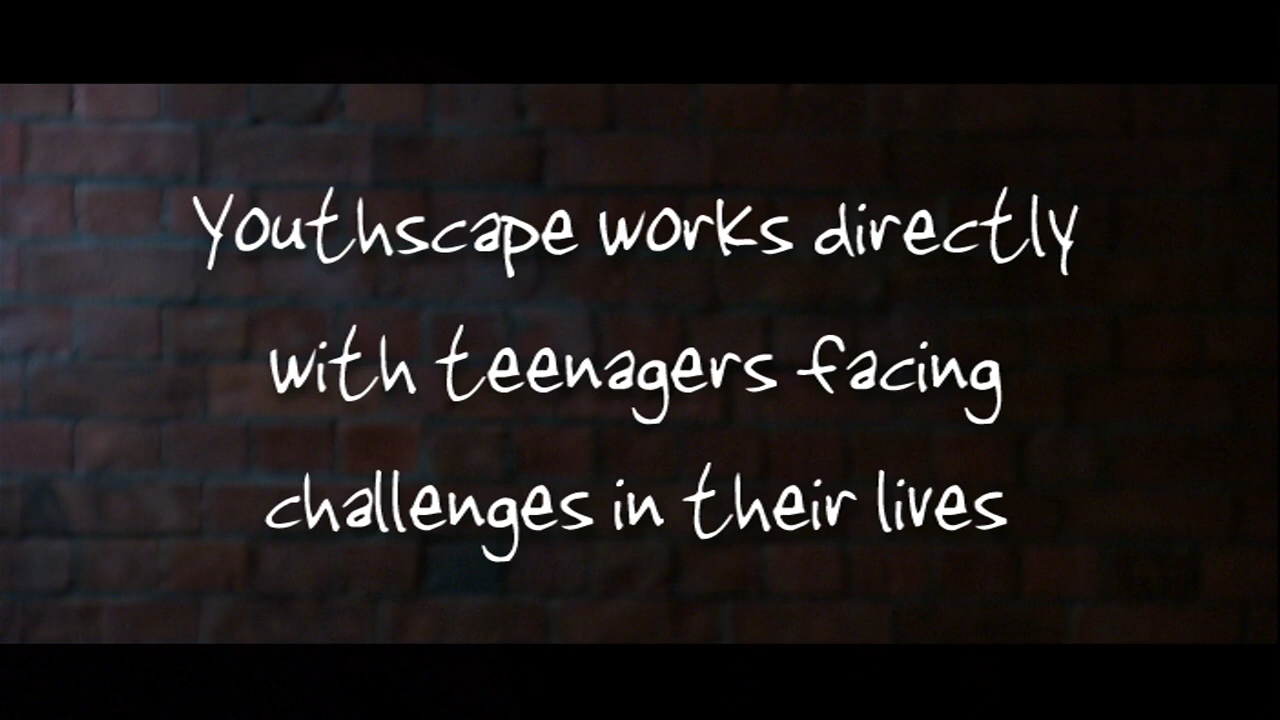 Youthscape works directly
with teenagers facing
challenges in their lives